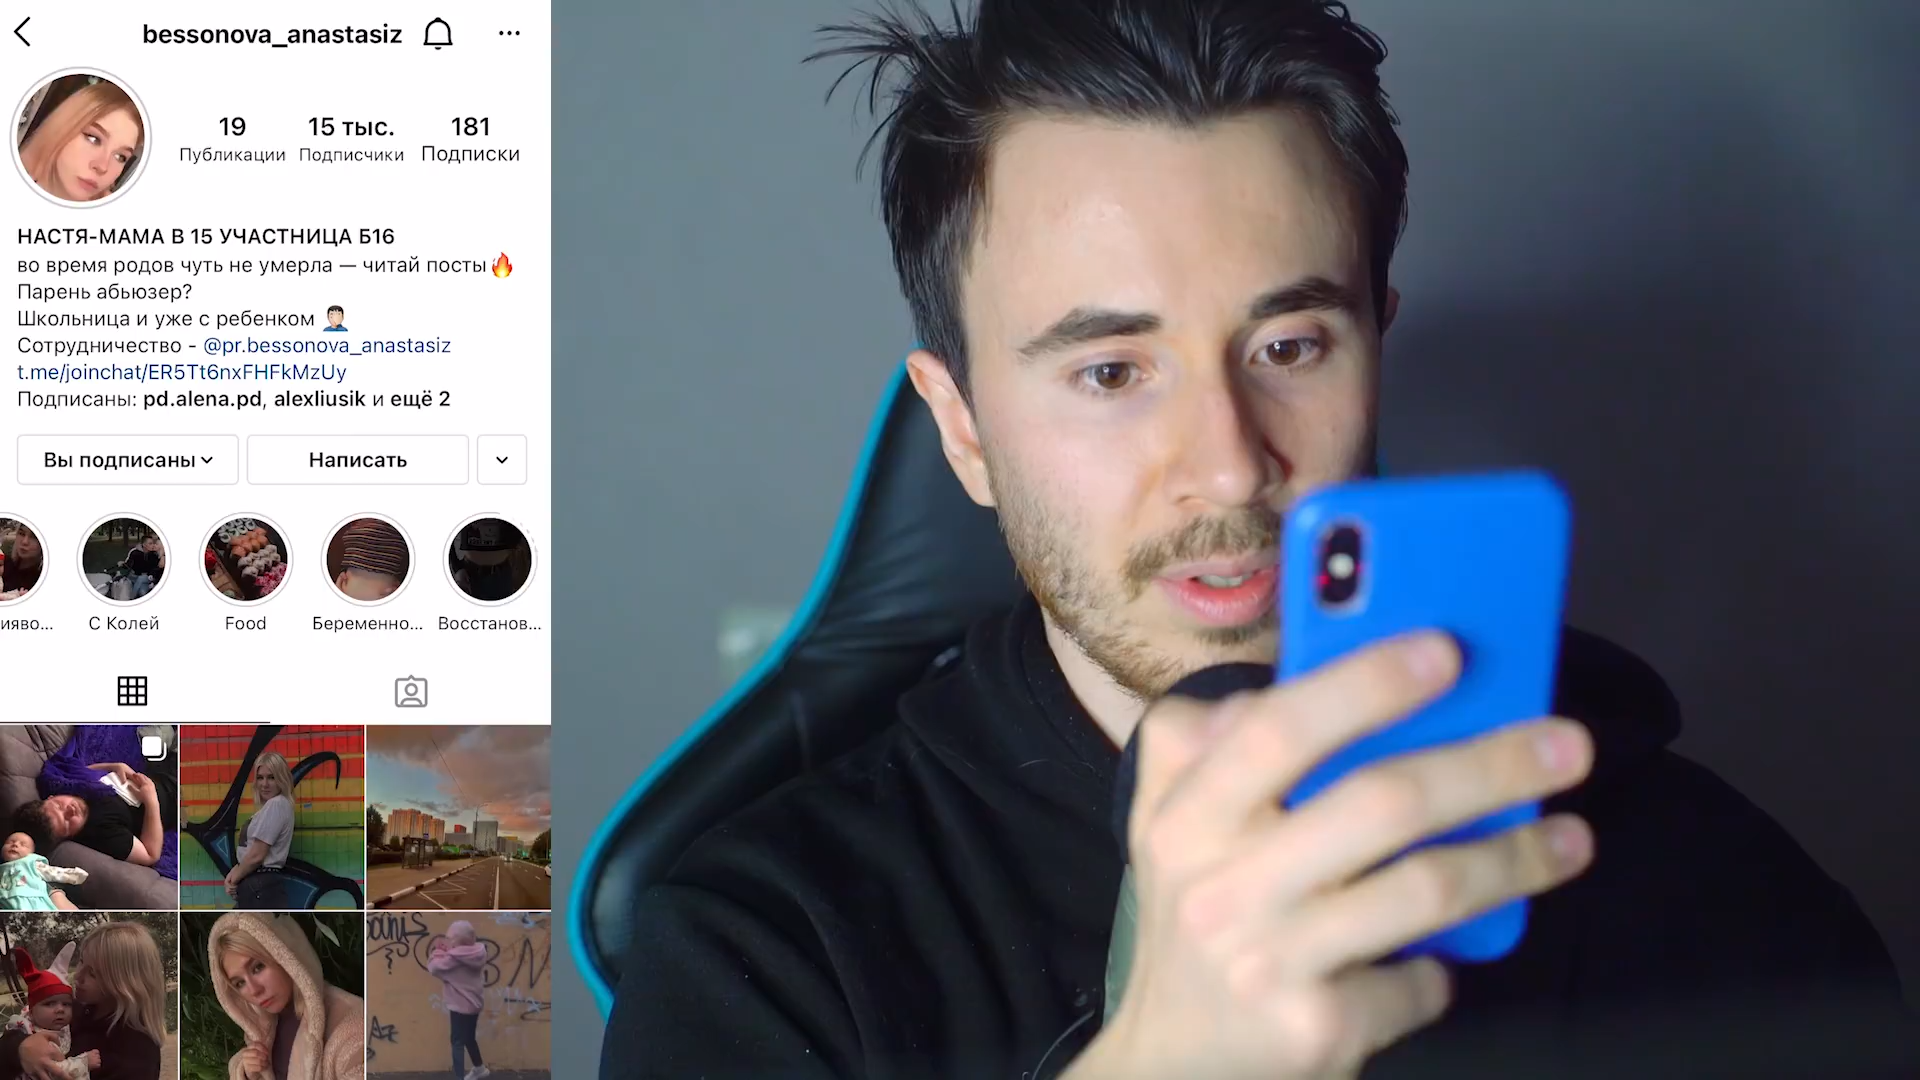 bessonova_anastasiz
19 15 тыс. 181
Публикации Подписчики Подписки
НАСТЯ-МАМА В 15 УЧАСТНИЦА Б16
во время родов чуть не умерла — читай посты🔥
Парень абьюзер?
Школьница и уже с ребенком 🤦🏻‍♂️
Сотрудничество - @pr.bessonova_anastasiz
t.me/joinchat/ER5Tt6nxFHFkMzUy
Подписаны: pd.alena.pd, alexliusik и ещё 2
Вы подписаны Написать
ияво... С Колей Food Беременно... Восстанов...